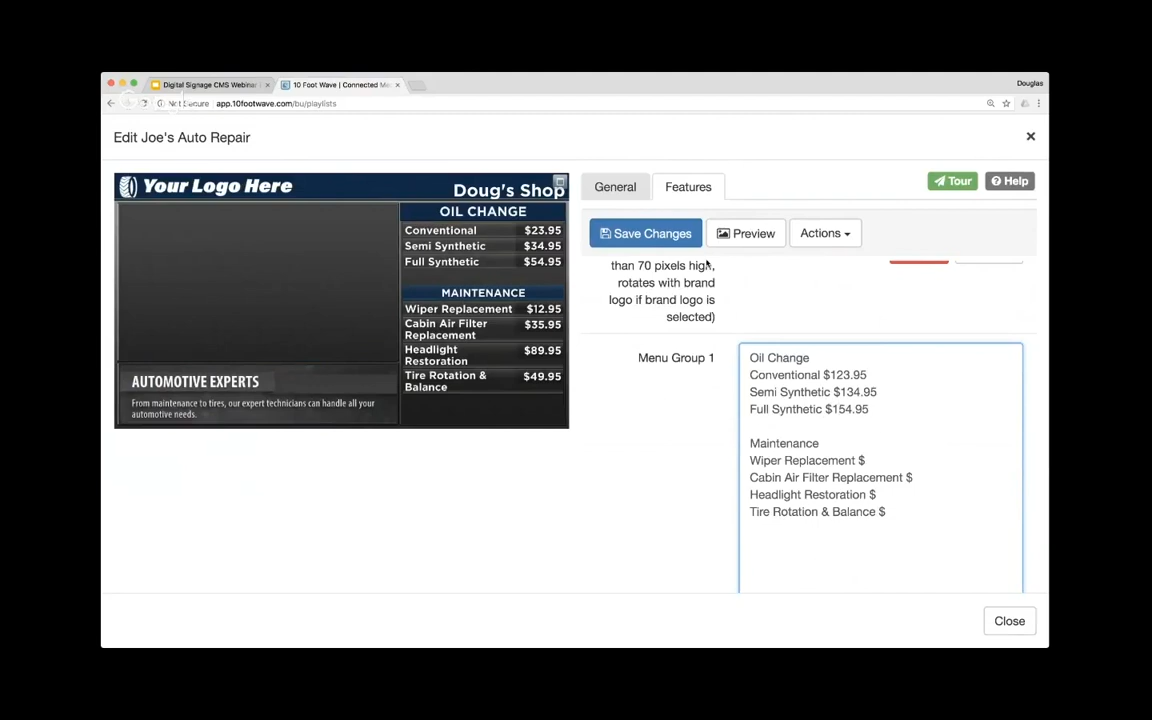 Digital Signage CMS Webinar
10 Foot Wave | Connected Me
Douglas
Not Secure
app.10footwave.com/bu/playlists
Edit Joe's Auto Repair
Your Logo Here
Doug's Shop
OIL CHANGE
Conventional $23.95
Semi Synthetic $34.95
Full Synthetic $54.95
MAINTENANCE
Wiper Replacement $12.95
Cabin Air Filter $35.95
Replacement
Headlight $89.95
Restoration
Tire Rotation & $49.95
Balance
AUTOMOTIVE EXPERTS
From maintenance to tires, our expert technicians can handle all your
automotive needs.
General
Features
Tour
Help
Save Changes
Preview
Actions
than 70 pixels high,
rotates with brand
logo if brand logo is
selected)
Menu Group 1
Oil Change
Conventional $123.95
Semi Synthetic $134.95
Full Synthetic $154.95
Maintenance
Wiper Replacement $
Cabin Air Filter Replacement $
Headlight Restoration $
Tire Rotation & Balance $
Close